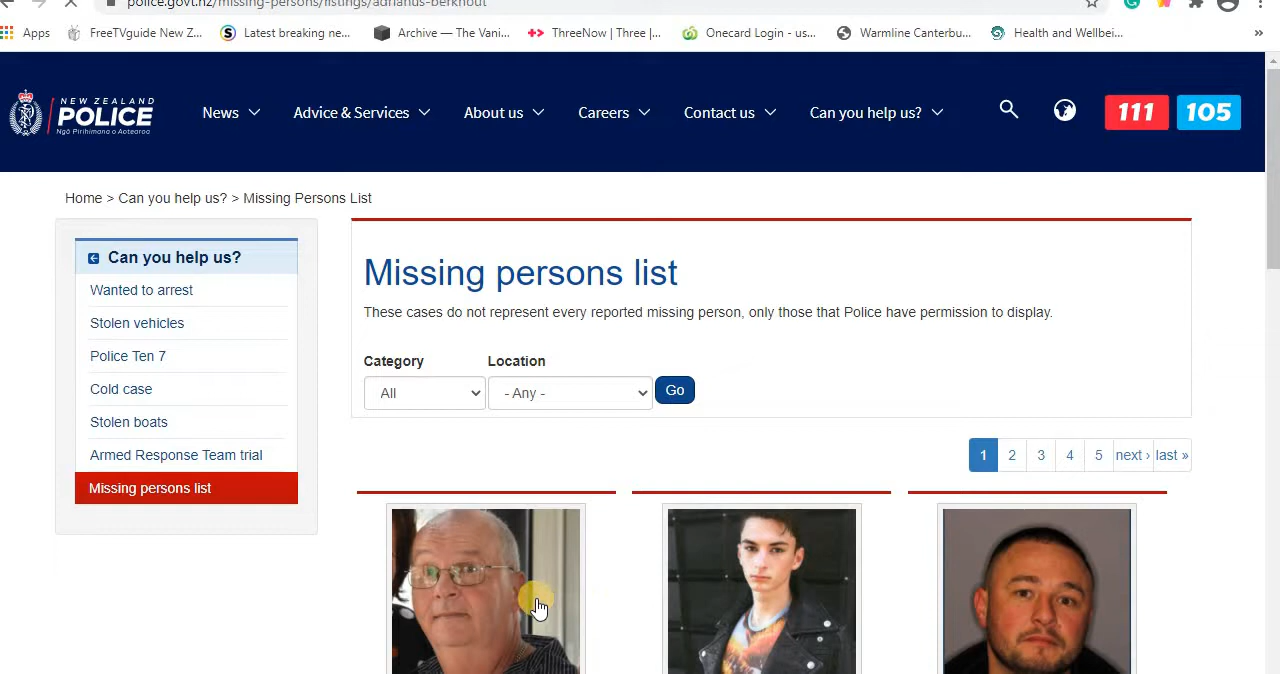 police.govt.nz/missing-persons/listings/adrianus-berkhout
Apps FreeTVguide New Z... Latest breaking ne... Archive — The Vani... ThreeNow | Three |... Onecard Login - us... Warmline Canterbu... Health and Wellbei... »
NEW ZEALAND
POLICE
Ngā Pirihimana o Aotearoa
News Advice & Services About us Careers Contact us Can you help us? 111 105
Home > Can you help us? > Missing Persons List
Can you help us?
Wanted to arrest
Stolen vehicles
Police Ten 7
Cold case
Stolen boats
Armed Response Team trial
Missing persons list
Missing persons list
These cases do not represent every reported missing person, only those that Police have permission to display.
Category Location
All - Any - Go
1 2 3 4 5 next › last »